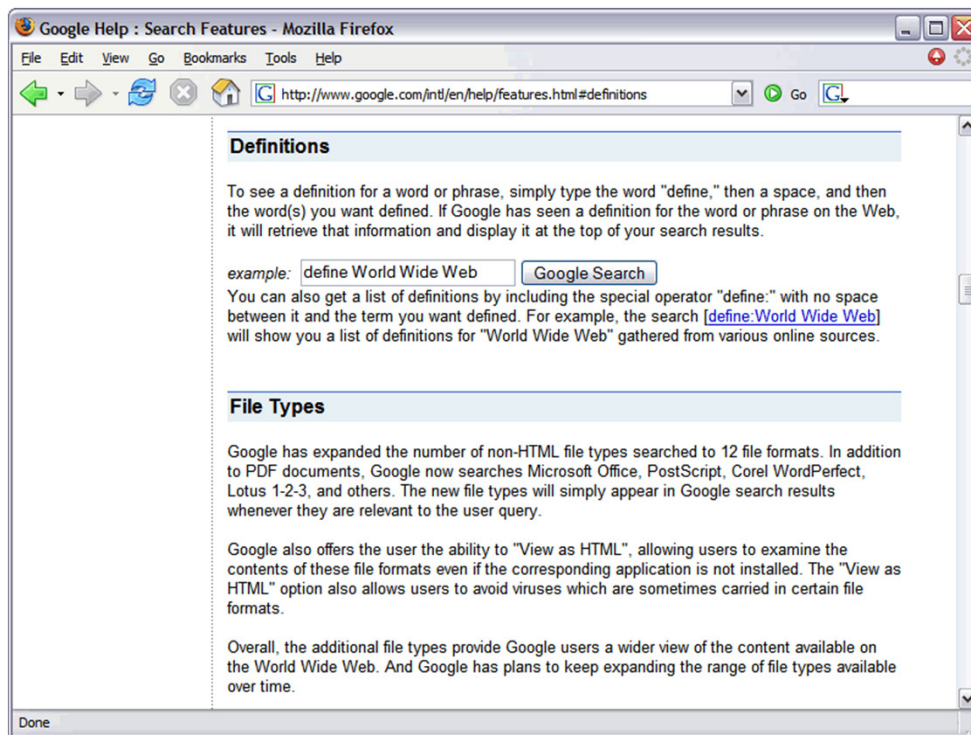 Google Help : Search Features - Mozilla Firefox
File Edit View Go Bookmarks Tools Help
http://www.google.com/intl/en/help/features.html#definitions Go G
Definitions
To see a definition for a word or phrase, simply type the word "define," then a space, and then
the word(s) you want defined. If Google has seen a definition for the word or phrase on the Web,
it will retrieve that information and display it at the top of your search results.
example: define World Wide Web Google Search
You can also get a list of definitions by including the special operator "define:" with no space
between it and the term you want defined. For example, the search [define:World Wide Web]
will show you a list of definitions for "World Wide Web" gathered from various online sources.
File Types
Google has expanded the number of non-HTML file types searched to 12 file formats. In addition
to PDF documents, Google now searches Microsoft Office, PostScript, Corel WordPerfect,
Lotus 1-2-3, and others. The new file types will simply appear in Google search results
whenever they are relevant to the user query.
Google also offers the user the ability to "View as HTML", allowing users to examine the
contents of these file formats even if the corresponding application is not installed. The "View as
HTML" option also allows users to avoid viruses which are sometimes carried in certain file
formats.
Overall, the additional file types provide Google users a wider view of the content available on
the World Wide Web. And Google has plans to keep expanding the range of file types available
over time.
Done